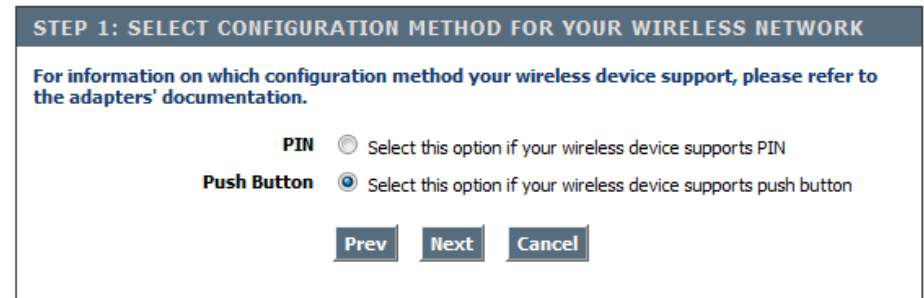 STEP 1: SELECT CONFIGURATION METHOD FOR YOUR WIRELESS NETWORK
For information on which configuration method your wireless device support, please refer to
the adapters' documentation.
PIN Select this option if your wireless device supports PIN
Push Button Select this option if your wireless device supports push button
Prev Next Cancel